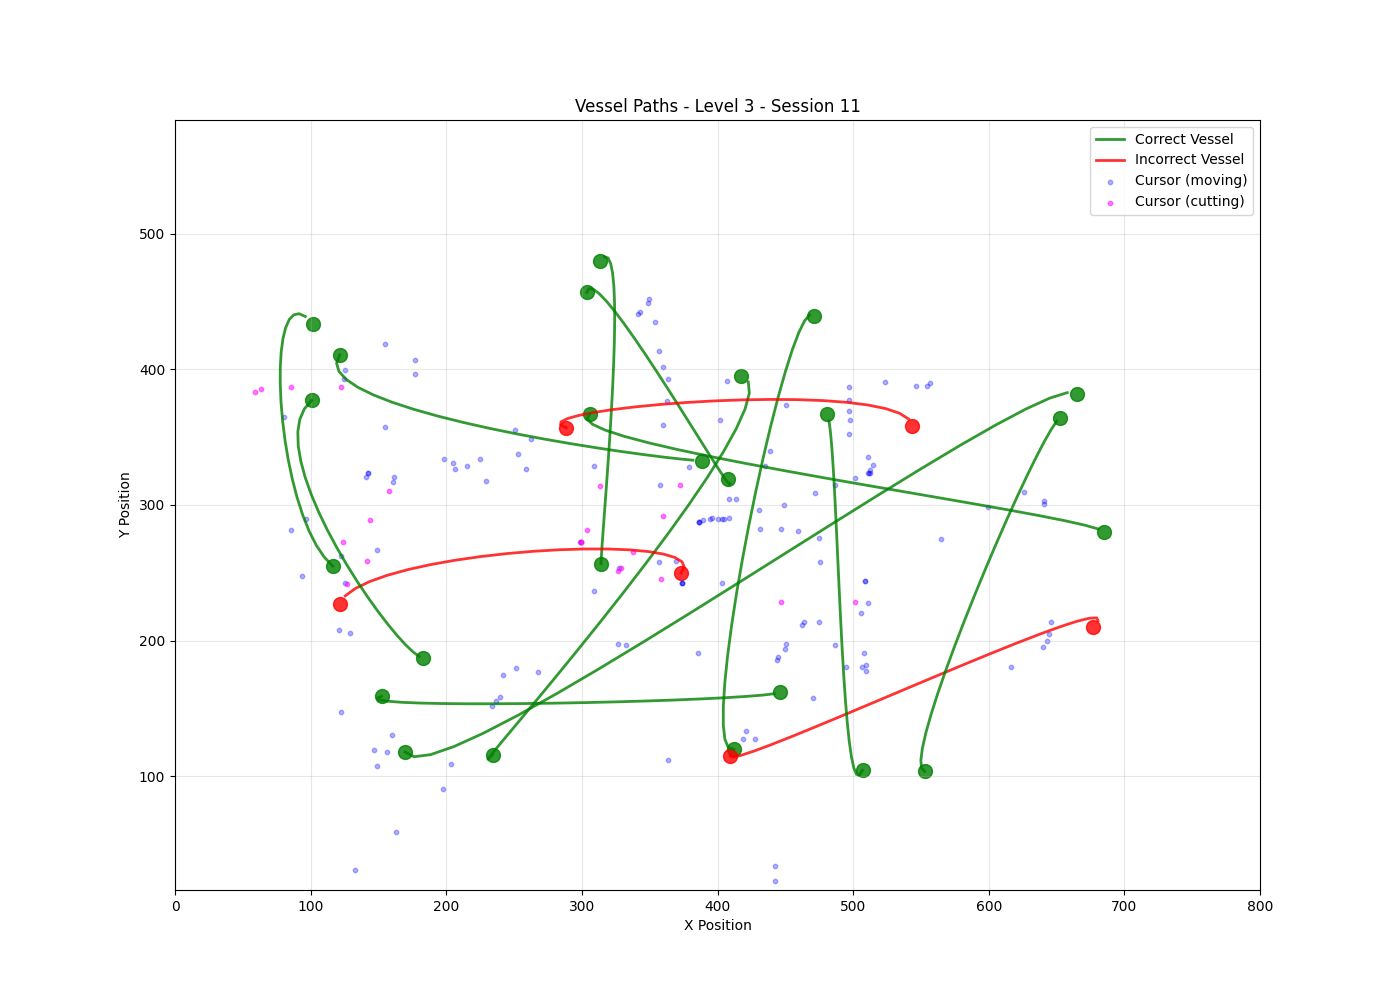 Vessel Paths - Level 3 - Session 11
Correct Vessel
Incorrect Vessel
Cursor (moving)
Cursor (cutting)
Y Position
500
400
300
200
100
0 100 200 300 400 500 600 700 800
X Position